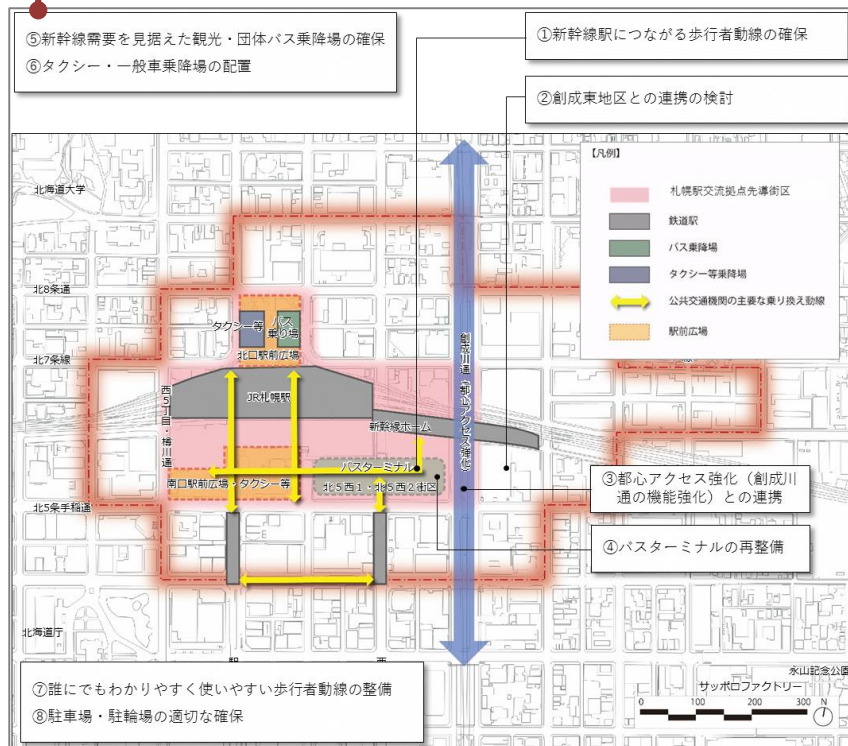 ⑤新幹線需要を見据えた観光・団体バス乗降場の確保
⑥タクシー・一般車乗降場の配置
①新幹線駅につながる歩行者動線の確保
②創成東地区との連携の検討
【凡例】
札幌駅交流拠点先導街区
鉄道駅
バス乗降場
タクシー等乗降場
公共交通機関の主要な乗り換え動線
駅前広場
北海道大学
北8条通
タクシー等
バス
乗り場
北口駅前広場
北7条線
JR札幌駅
西5丁目・樽川通
創成川通（都心アクセス強化）
新幹線ホーム
バスターミナル
南口駅前広場・タクシー等
北5西1・北5西2街区
北5条手稲通
③都心アクセス強化（創成川
通の機能強化）との連携
④バスターミナルの再整備
北海道庁
永山記念公園
サッポロファクトリー
⑦誰にでもわかりやすく使いやすい歩行者動線の整備
⑧駐車場・駐輪場の適切な確保
0 100 200 300
N